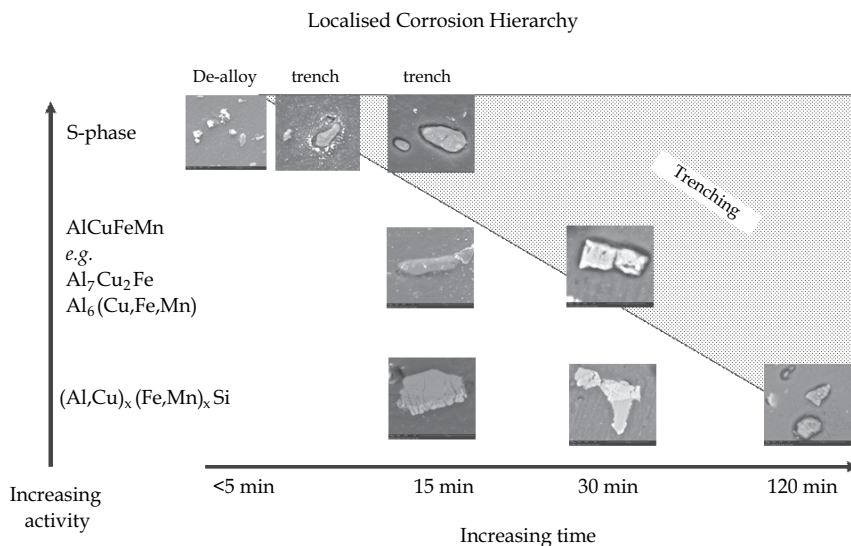 Localised Corrosion Hierarchy
De-alloy trench trench
S-phase
Trenching
AlCuFeMn
e.g.
Al₇Cu₂Fe
Al₆(Cu,Fe,Mn)
(Al,Cu)ₓ(Fe,Mn)ₓSi
<5 min 15 min 30 min 120 min
Increasing
activity
Increasing time